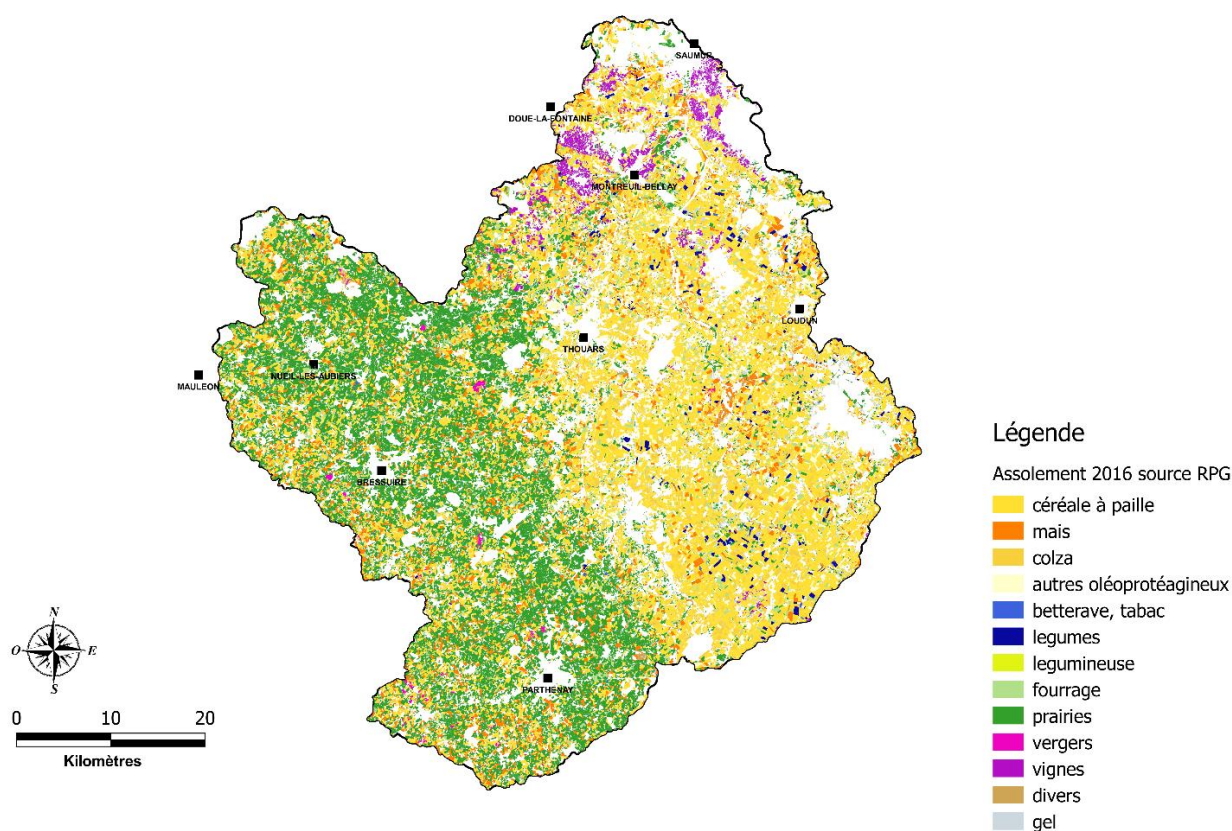 SAUMUR
DOUE-LA-FONTAINE
MONTREUIL-BELLAY
LOUDUN
THOUARS
NUEIL-LES-AUBIERS
MAULEON
BRESSUIRE
PARTHENAY
N
O
E
S
0 10 20
Kilomètres
Légende
Assolement 2016 source RPG
céréale à paille
mais
colza
autres oléoprotéagineux
betterave, tabac
legumes
legumineuse
fourrage
prairies
vergers
vignes
divers
gel